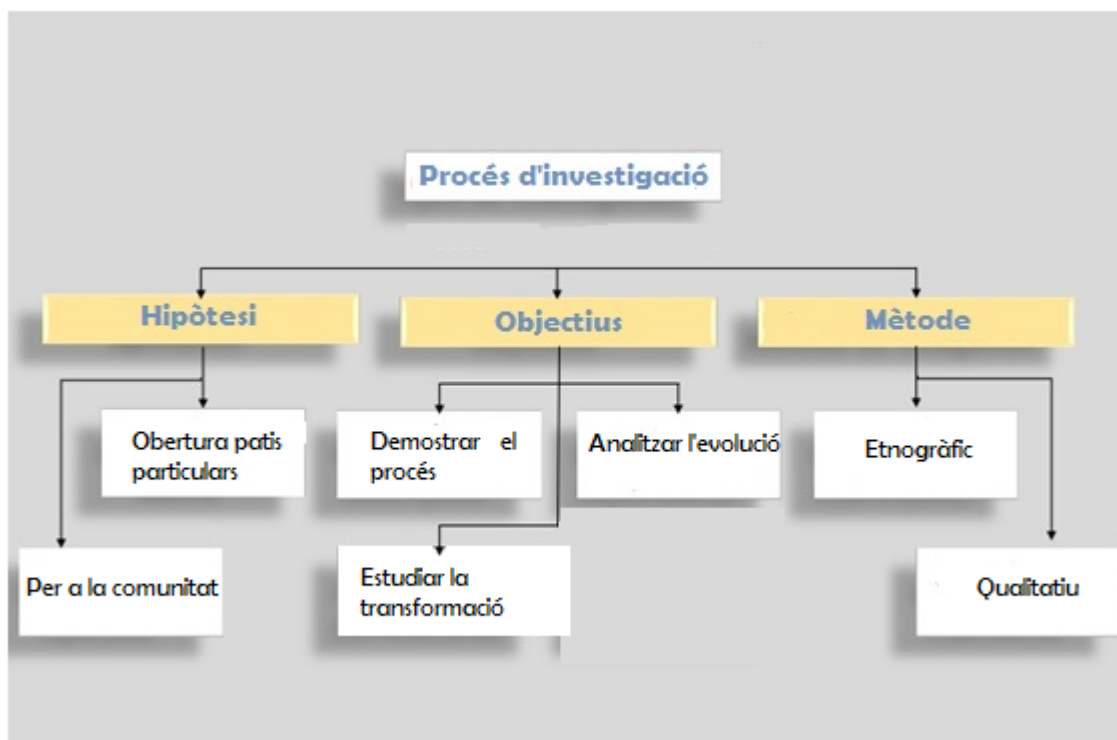 Procés d'investigació
Hipòtesi
Objectius
Mètode
Obertura patis
particulars
Demostrar el
procés
Analitzar l'evolució
Etnogràfic
Per a la comunitat
Estudiar la
transformació
Qualitatiu